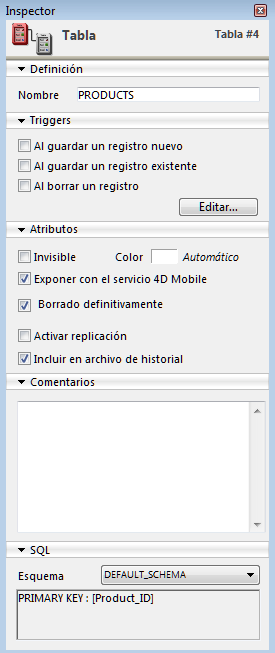 Inspector
Tabla
Tabla #4
Definición
Nombre PRODUCTS
Triggers
Al guardar un registro nuevo
Al guardar un registro existente
Al borrar un registro
Editar...
Atributos
Invisible Color Automático
Exponer con el servicio 4D Mobile
Borrado definitivamente
Activar replicación
Incluir en archivo de historial
Comentarios
SQL
Esquema DEFAULT_SCHEMA
PRIMARY KEY : [Product_ID]